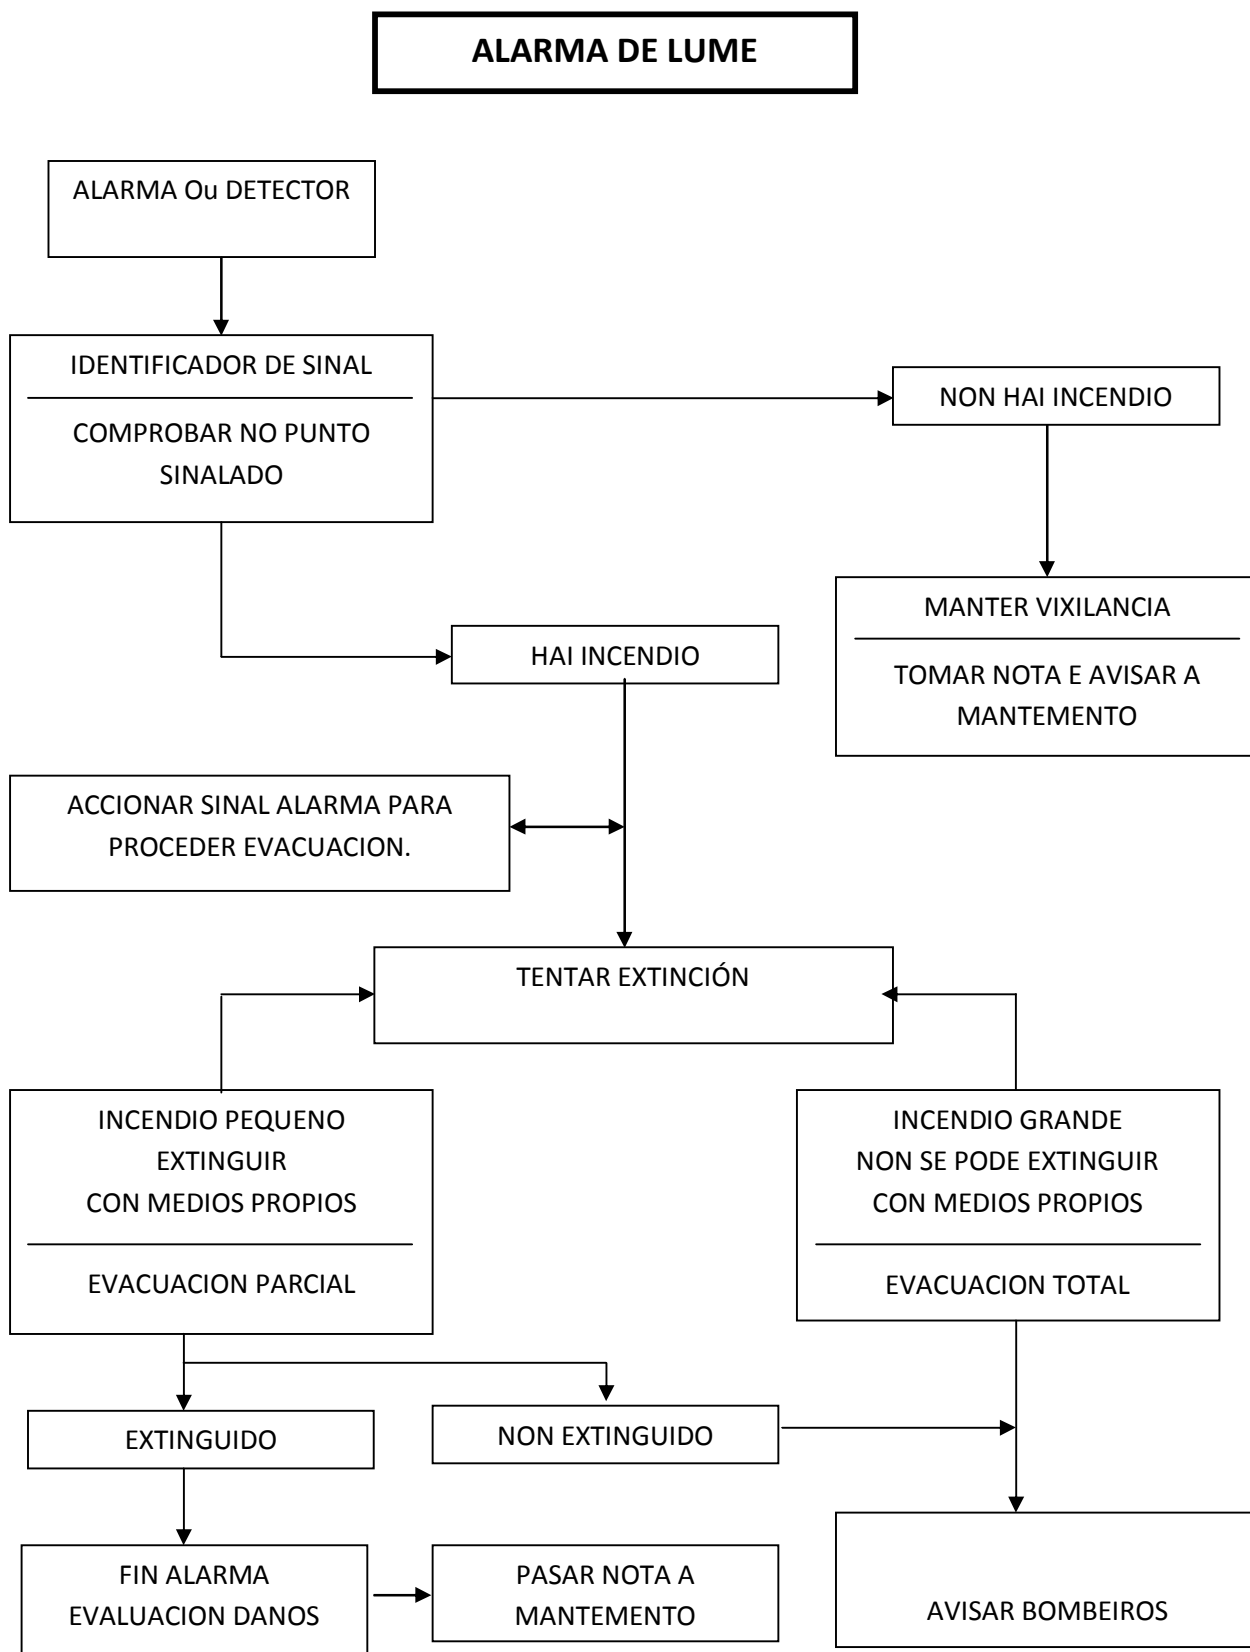 ALARMA DE LUME
ALARMA Ou DETECTOR
IDENTIFICADOR DE SINAL
COMPROBAR NO PUNTO
SINALADO
NON HAI INCENDIO
MANTER VIXILANCIA
TOMAR NOTA E AVISAR A
MANTEMENTO
HAI INCENDIO
ACCIONAR SINAL ALARMA PARA
PROCEDER EVACUACION.
TENTAR EXTINCIÓN
INCENDIO PEQUENO
EXTINGUIR
CON MEDIOS PROPIOS
EVACUACION PARCIAL
INCENDIO GRANDE
NON SE PODE EXTINGUIR
CON MEDIOS PROPIOS
EVACUACION TOTAL
EXTINGUIDO
NON EXTINGUIDO
FIN ALARMA
EVALUACION DANOS
PASAR NOTA A
MANTEMENTO
AVISAR BOMBEIROS